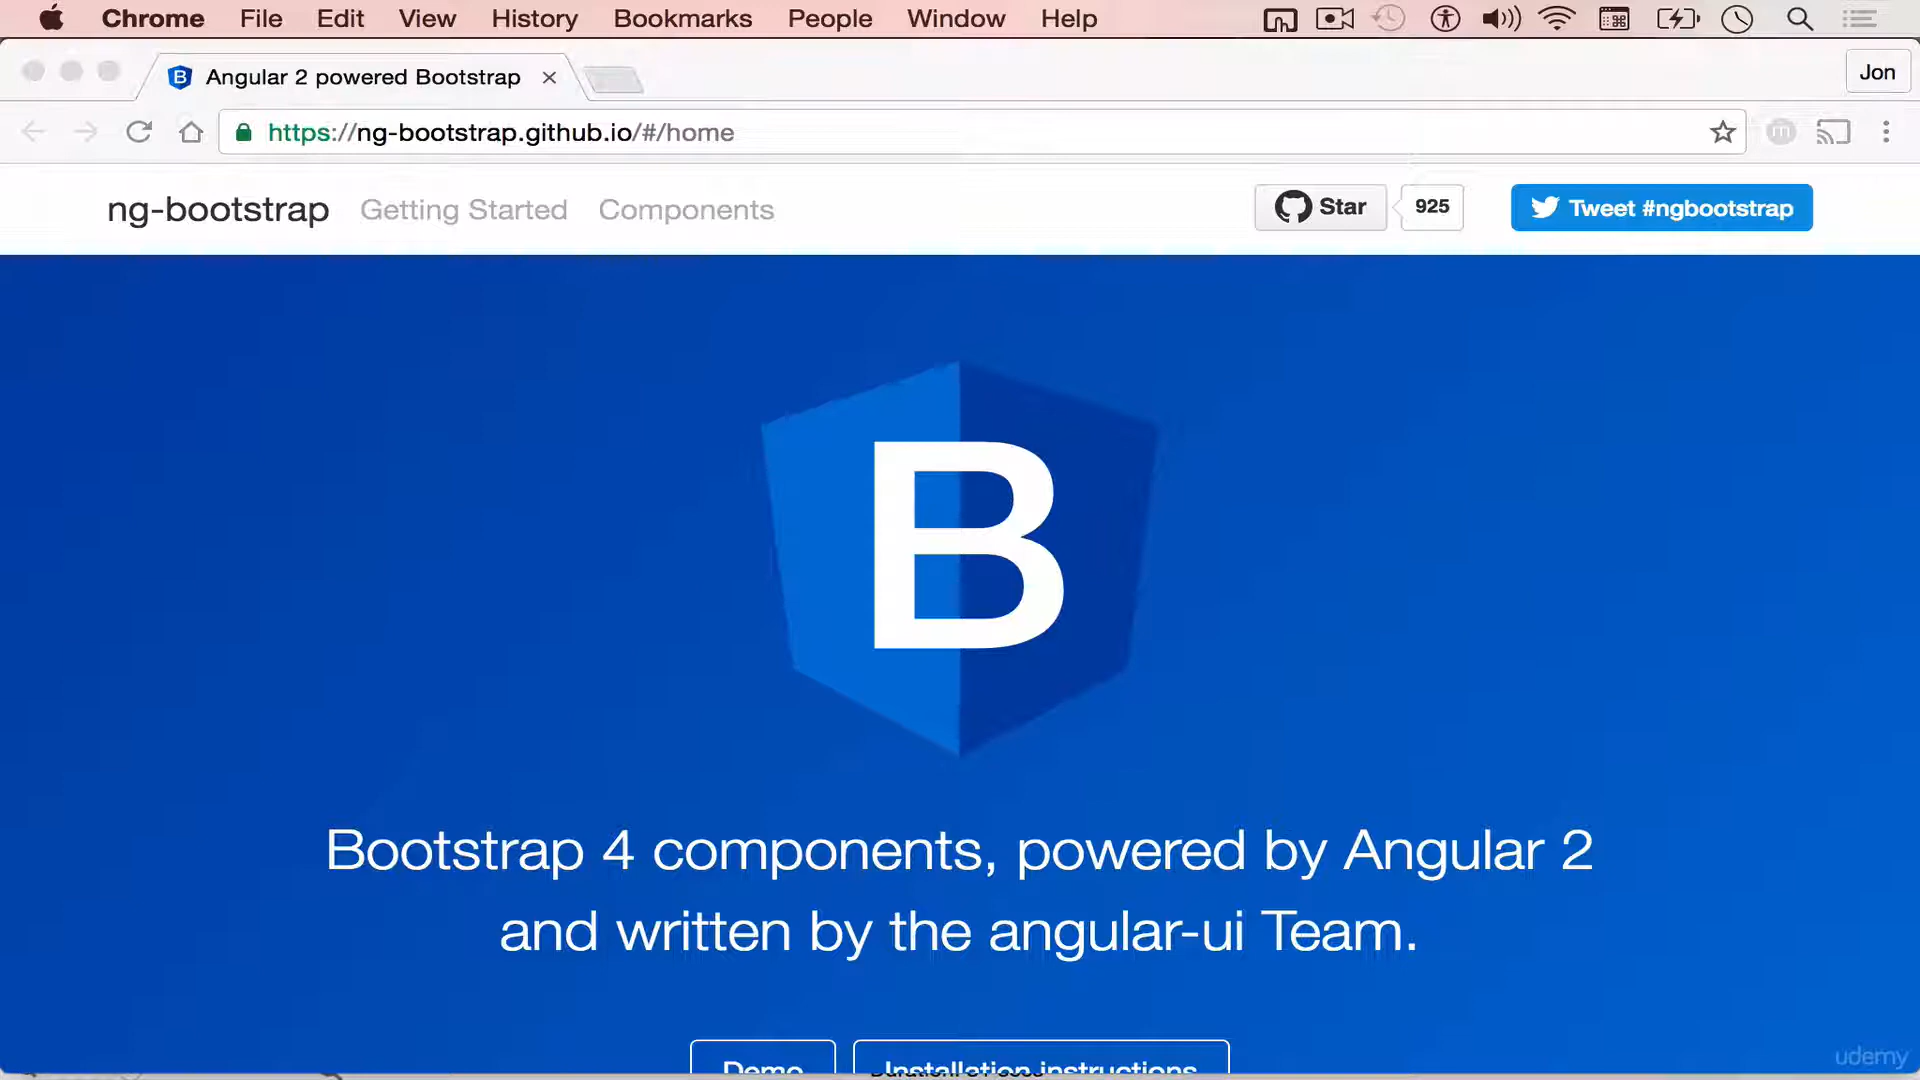 Chrome File Edit View History Bookmarks People Window Help
Angular 2 powered Bootstrap
Jon
https://ng-bootstrap.github.io/#/home
ng-bootstrap Getting Started Components Star 925 Tweet #ngbootstrap
B
Bootstrap 4 components, powered by Angular 2
and written by the angular-ui Team.
Demo Installation instructions
udemy